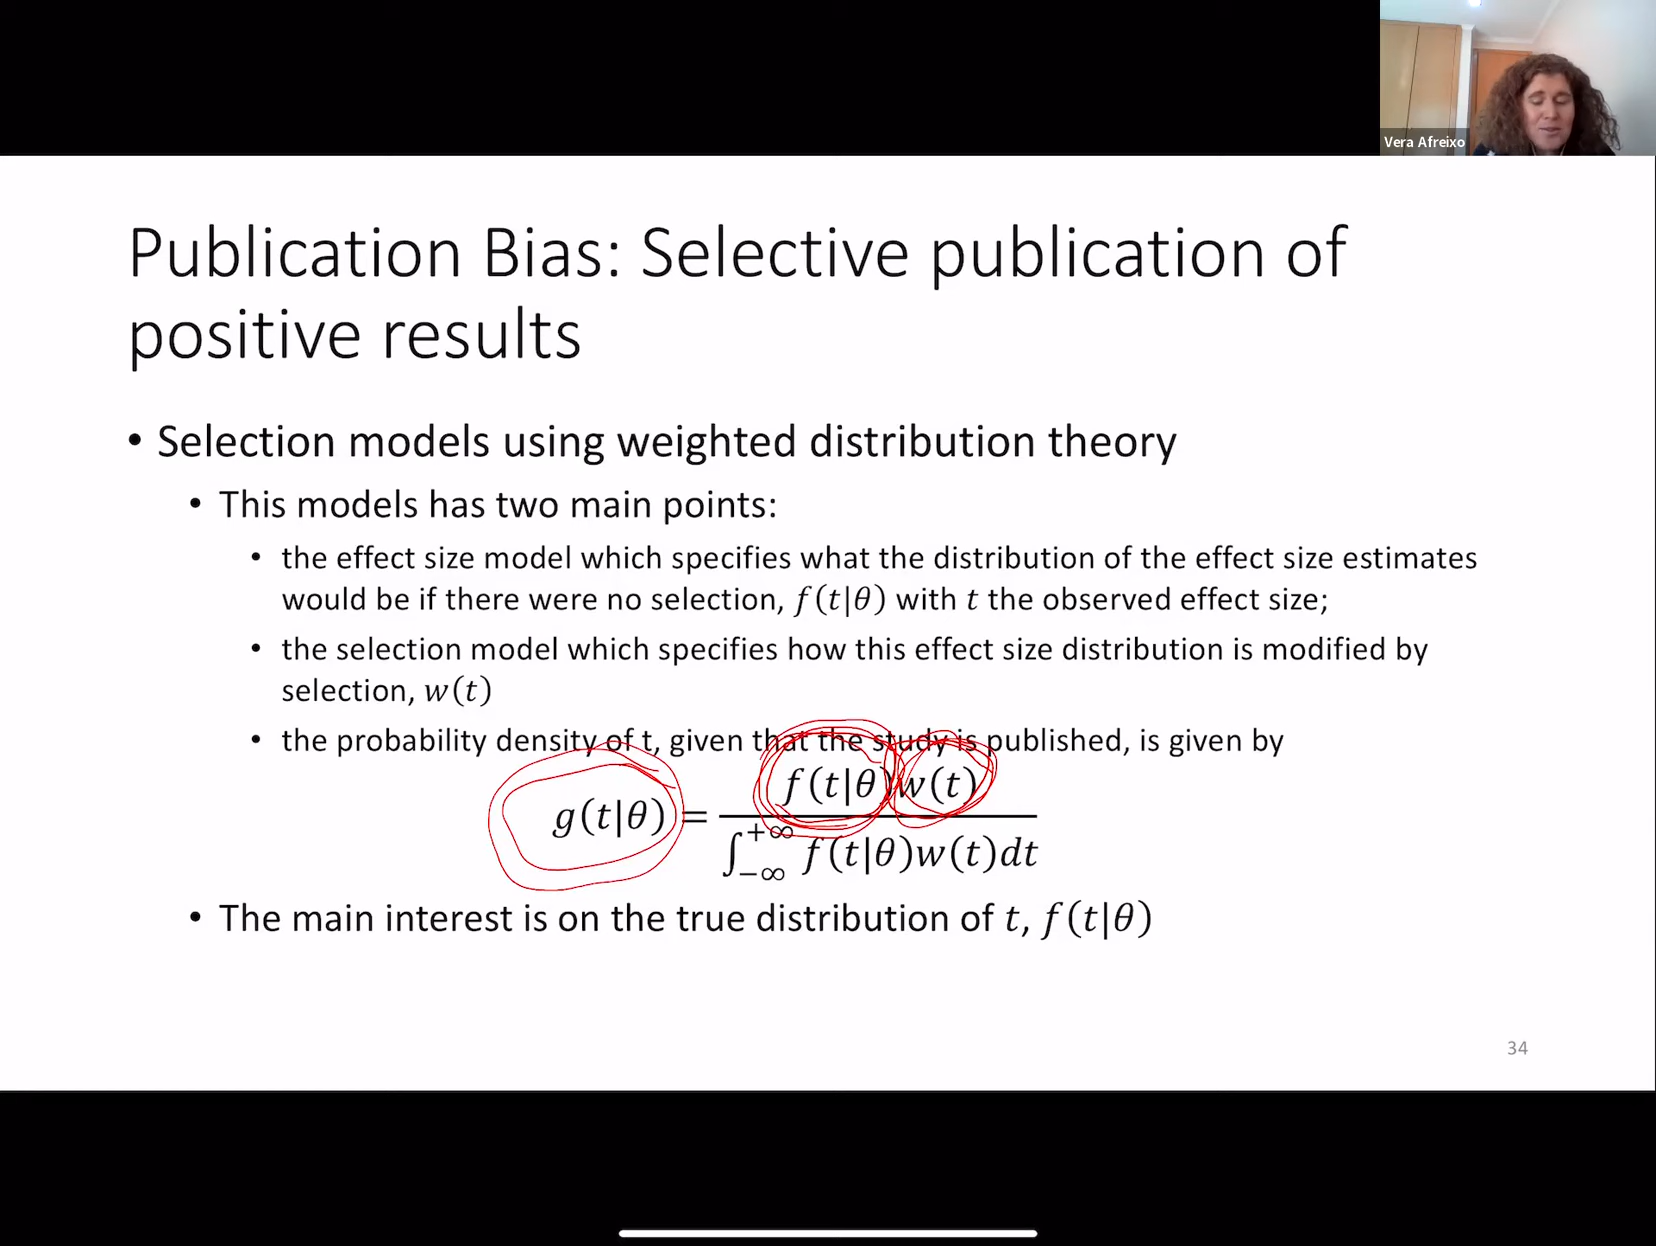 Vera Afreixo
Publication Bias: Selective publication of
positive results
• Selection models using weighted distribution theory
• This models has two main points:
• the effect size model which specifies what the distribution of the effect size estimates
would be if there were no selection, f(t|θ) with t the observed effect size;
• the selection model which specifies how this effect size distribution is modified by
selection, w(t)
• the probability density of t, given that the study is published, is given by
g(t|θ) = f(t|θ)w(t) / ∫_{−∞}^{+∞} f(t|θ)w(t)dt
• The main interest is on the true distribution of t, f(t|θ)
34